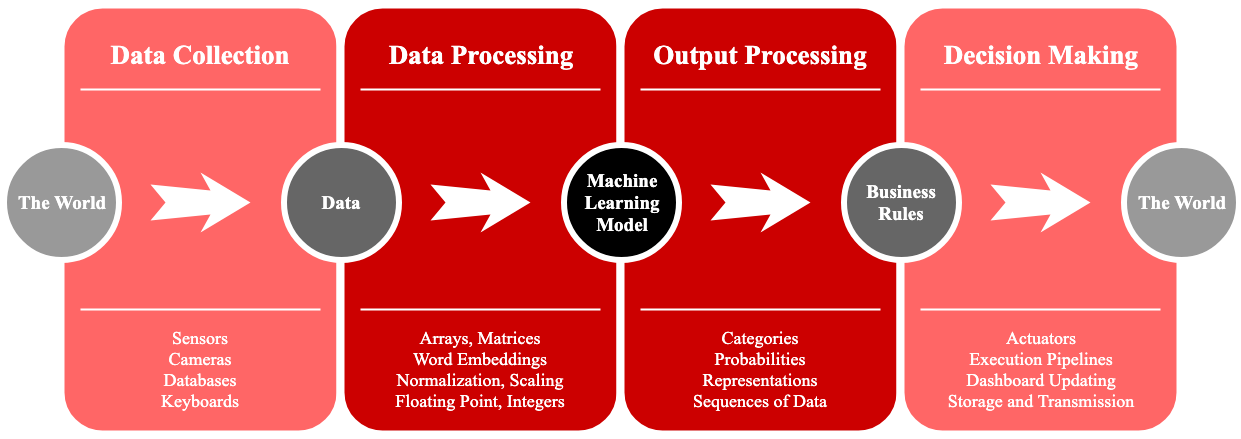 Data Collection
Data Processing
Output Processing
Decision Making
The World
Data
Machine
Learning
Model
Business
Rules
The World
Sensors
Cameras
Databases
Keyboards
Arrays, Matrices
Word Embeddings
Normalization, Scaling
Floating Point, Integers
Categories
Probabilities
Representations
Sequences of Data
Actuators
Execution Pipelines
Dashboard Updating
Storage and Transmission